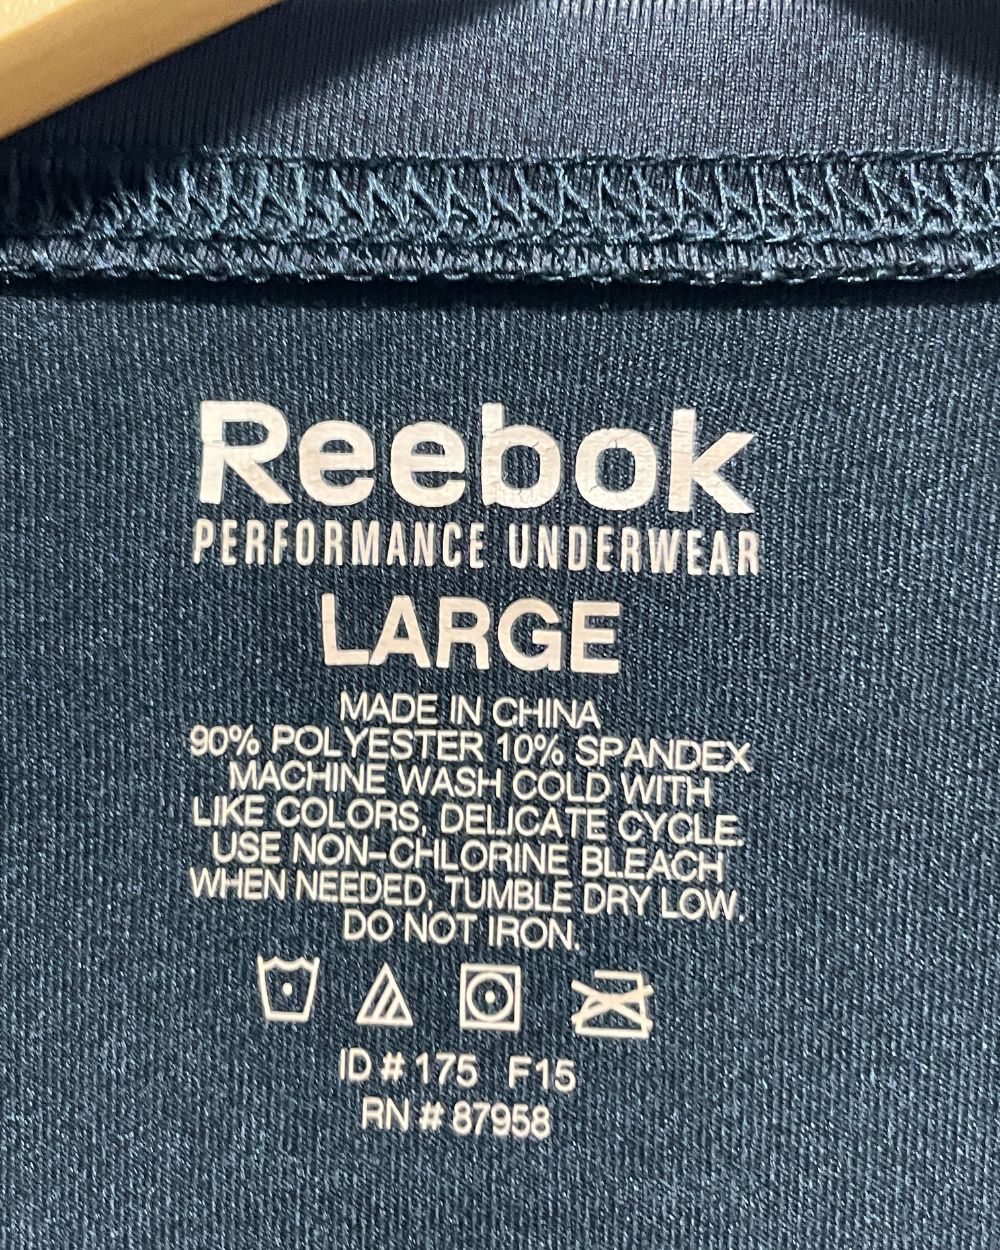 Reebok
PERFORMANCE UNDERWEAR
LARGE
MADE IN CHINA
90% POLYESTER 10% SPANDEX
MACHINE WASH COLD WITH
LIKE COLORS, DELICATE CYCLE.
USE NON-CHLORINE BLEACH
WHEN NEEDED, TUMBLE DRY LOW.
DO NOT IRON.
ID # 175 F15
RN # 87958